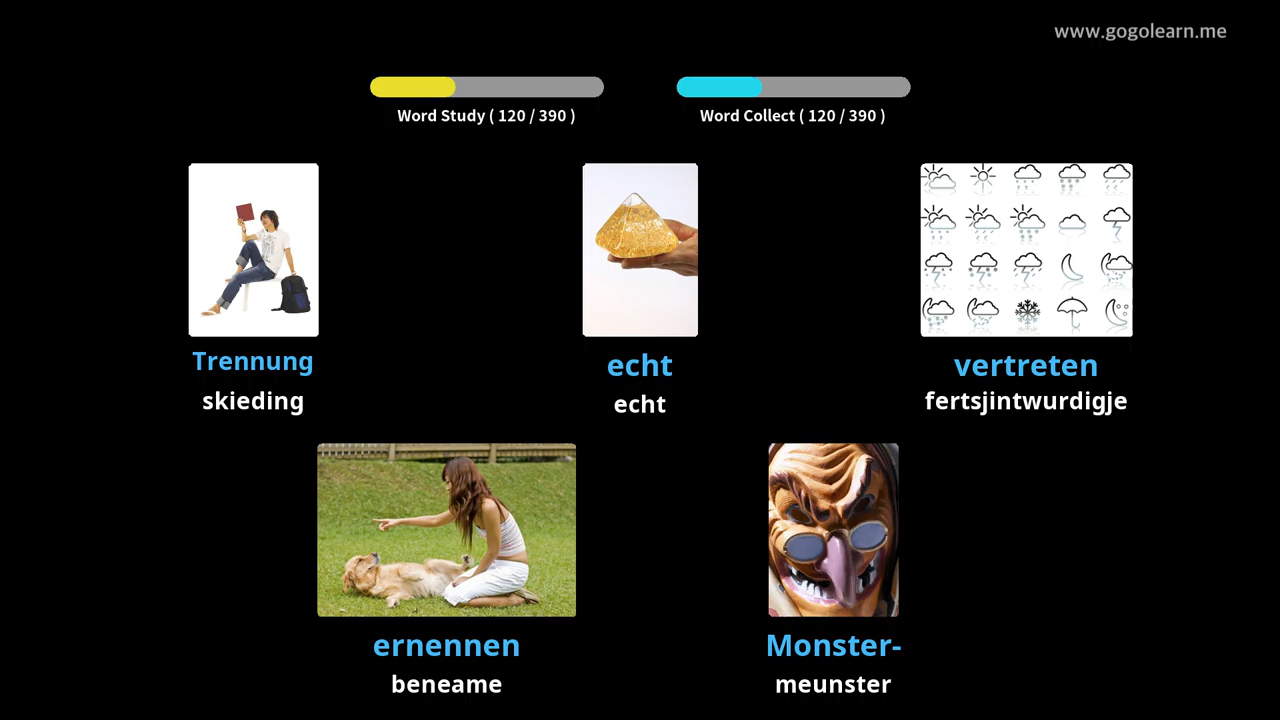 www.gogolearn.me
Word Study ( 120 / 390 )
Word Collect ( 120 / 390 )
Trennung
skieding
echt
echt
vertreten
fertsjintwurdigje
ernennen
beneame
Monster-
meunster